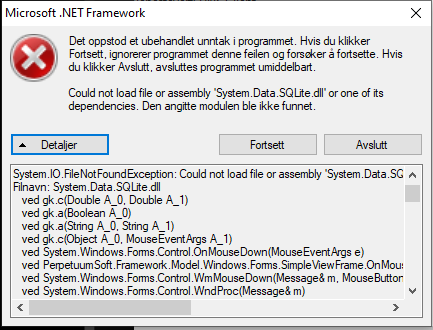 Microsoft .NET Framework
Det oppstod et ubehandlet unntak i programmet. Hvis du klikker
Fortsett, ignorerer programmet denne feilen og forsøker å fortsette. Hvis
du klikker Avslutt, avsluttes programmet umiddelbart.
Could not load file or assembly 'System.Data.SQLite.dll' or one of its
dependencies. Den angitte modulen ble ikke funnet.
Detaljer
Fortsett
Avslutt
System.IO.FileNotFoundException: Could not load file or assembly 'System.Data.SQ
Filnavn: System.Data.SQLite.dll
ved gk.c(Double A_0, Double A_1)
ved gk.a(Boolean A_0)
ved gk.a(String A_0, String A_1)
ved gk.c(Object A_0, MouseEventArgs A_1)
ved System.Windows.Forms.Control.OnMouseDown(MouseEventArgs e)
ved PerpetuumSoft.Framework.Model.Windows.Forms.SimpleViewFrame.OnMous
ved System.Windows.Forms.Control.WmMouseDown(Message& m, MouseButton
ved System.Windows.Forms.Control.WndProc(Message& m)